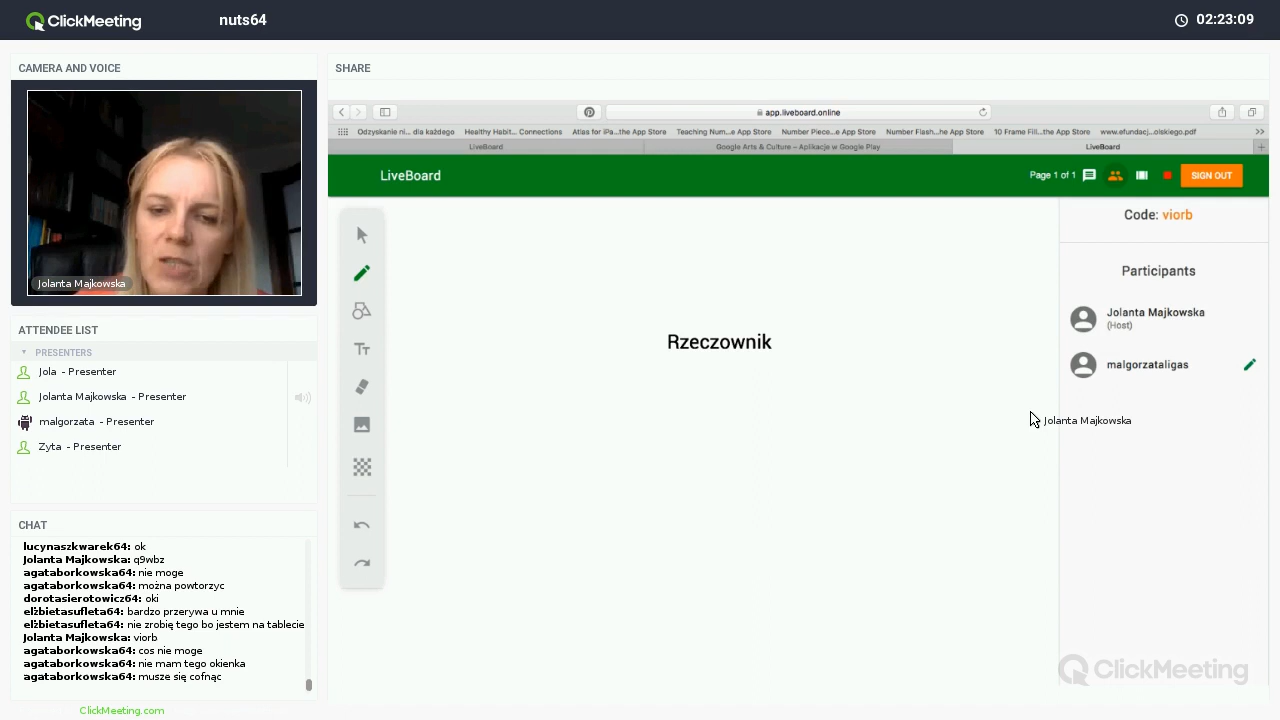 ClickMeeting
nuts64
02:23:09
CAMERA AND VOICE
Jolanta Majkowska
ATTENDEE LIST
PRESENTERS
Jola - Presenter
Jolanta Majkowska - Presenter
malgorzata - Presenter
Zyta - Presenter
CHAT
lucynaszkwarek64: ok
Jolanta Majkowska: q9wbz
agataborkowska64: nie moge
agataborkowska64: można powtorzyc
dorotasierotowicz64: oki
elżbietasufleta64: bardzo przerywa u mnie
elżbietasufleta64: nie zrobię tego bo jestem na tablecie
Jolanta Majkowska: viorb
agataborkowska64: cos nie moge
agataborkowska64: nie mam tego okienka
agataborkowska64: musze się cofnąc
ClickMeeting.com
SHARE
app.liveboard.online
Odzyskanie ni... dla każdego Healthy Habit... Connections Atlas for iPa...the App Store Teaching Num...e App Store Number Piece...e App Store Number Flash...he App Store 10 Frame Fill...the App Store www.efundacj...olskiego.pdf
LiveBoard Google Arts & Culture – Aplikacje w Google Play LiveBoard
LiveBoard Page 1 of 1 SIGN OUT
Tт
Rzeczownik
Code: viorb
Participants
Jolanta Majkowska
(Host)
malgorzataligas
Jolanta Majkowska
ClickMeeting